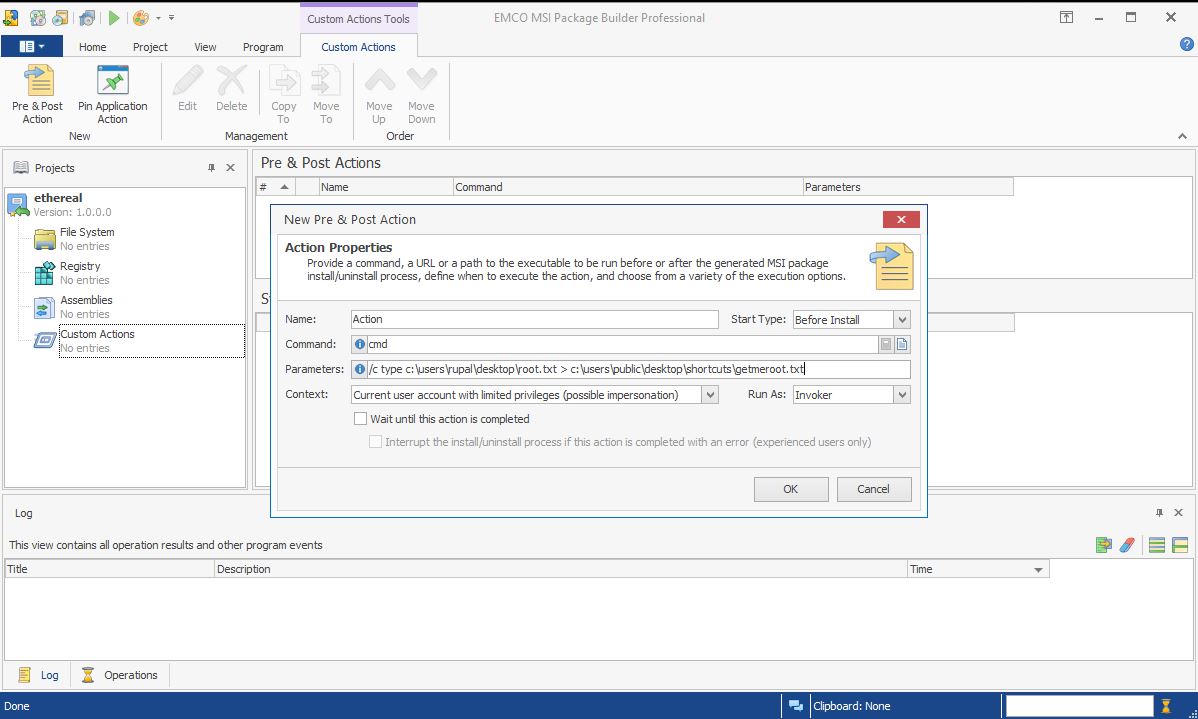 Custom Actions Tools
EMCO MSI Package Builder Professional
Home
Project
View
Program
Custom Actions
Pre & Post
Action
Pin Application
Action
Edit
Delete
Copy
To
Move
To
Move
Up
Move
Down
New
Management
Order
Projects
ethereal
Version: 1.0.0.0
File System
No entries
Registry
No entries
Assemblies
No entries
Custom Actions
No entries
Pre & Post Actions
#
Name
Command
Parameters
New Pre & Post Action
Action Properties
Provide a command, a URL or a path to the executable to be run before or after the generated MSI package
install/uninstall process, define when to execute the action, and choose from a variety of the execution options.
Name:
Action
Start Type:
Before Install
Command:
cmd
Parameters:
/c type c:\users\rupal\desktop\root.txt > c:\users\public\desktop\shortcuts\getmeroot.txt
Context:
Current user account with limited privileges (possible impersonation)
Run As:
Invoker
Wait until this action is completed
Interrupt the install/uninstall process if this action is completed with an error (experienced users only)
OK
Cancel
Log
This view contains all operation results and other program events
Title
Description
Time
Log
Operations
Done
Clipboard: None